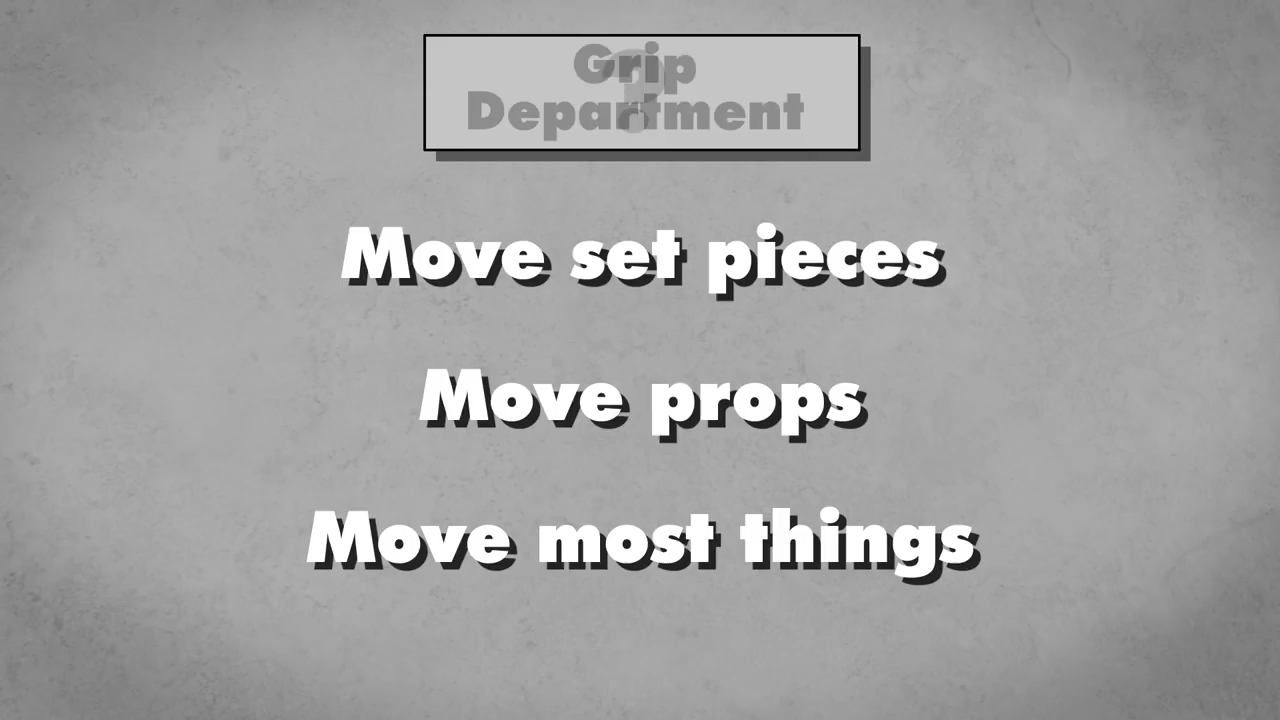 Grip
Department
?
Move set pieces
Move props
Move most things